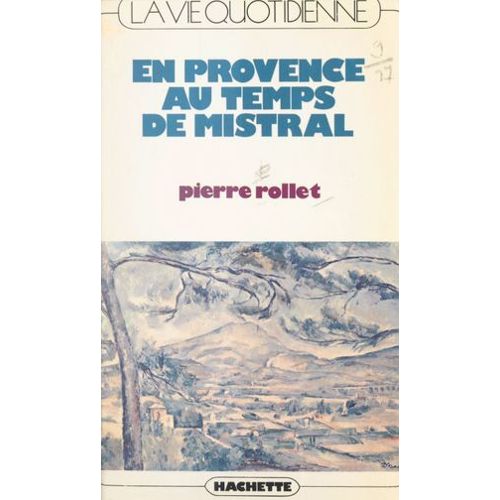 LA VIE QUOTIDIENNE
EN PROVENCE
AU TEMPS
DE MISTRAL
pierre rollet
HACHETTE